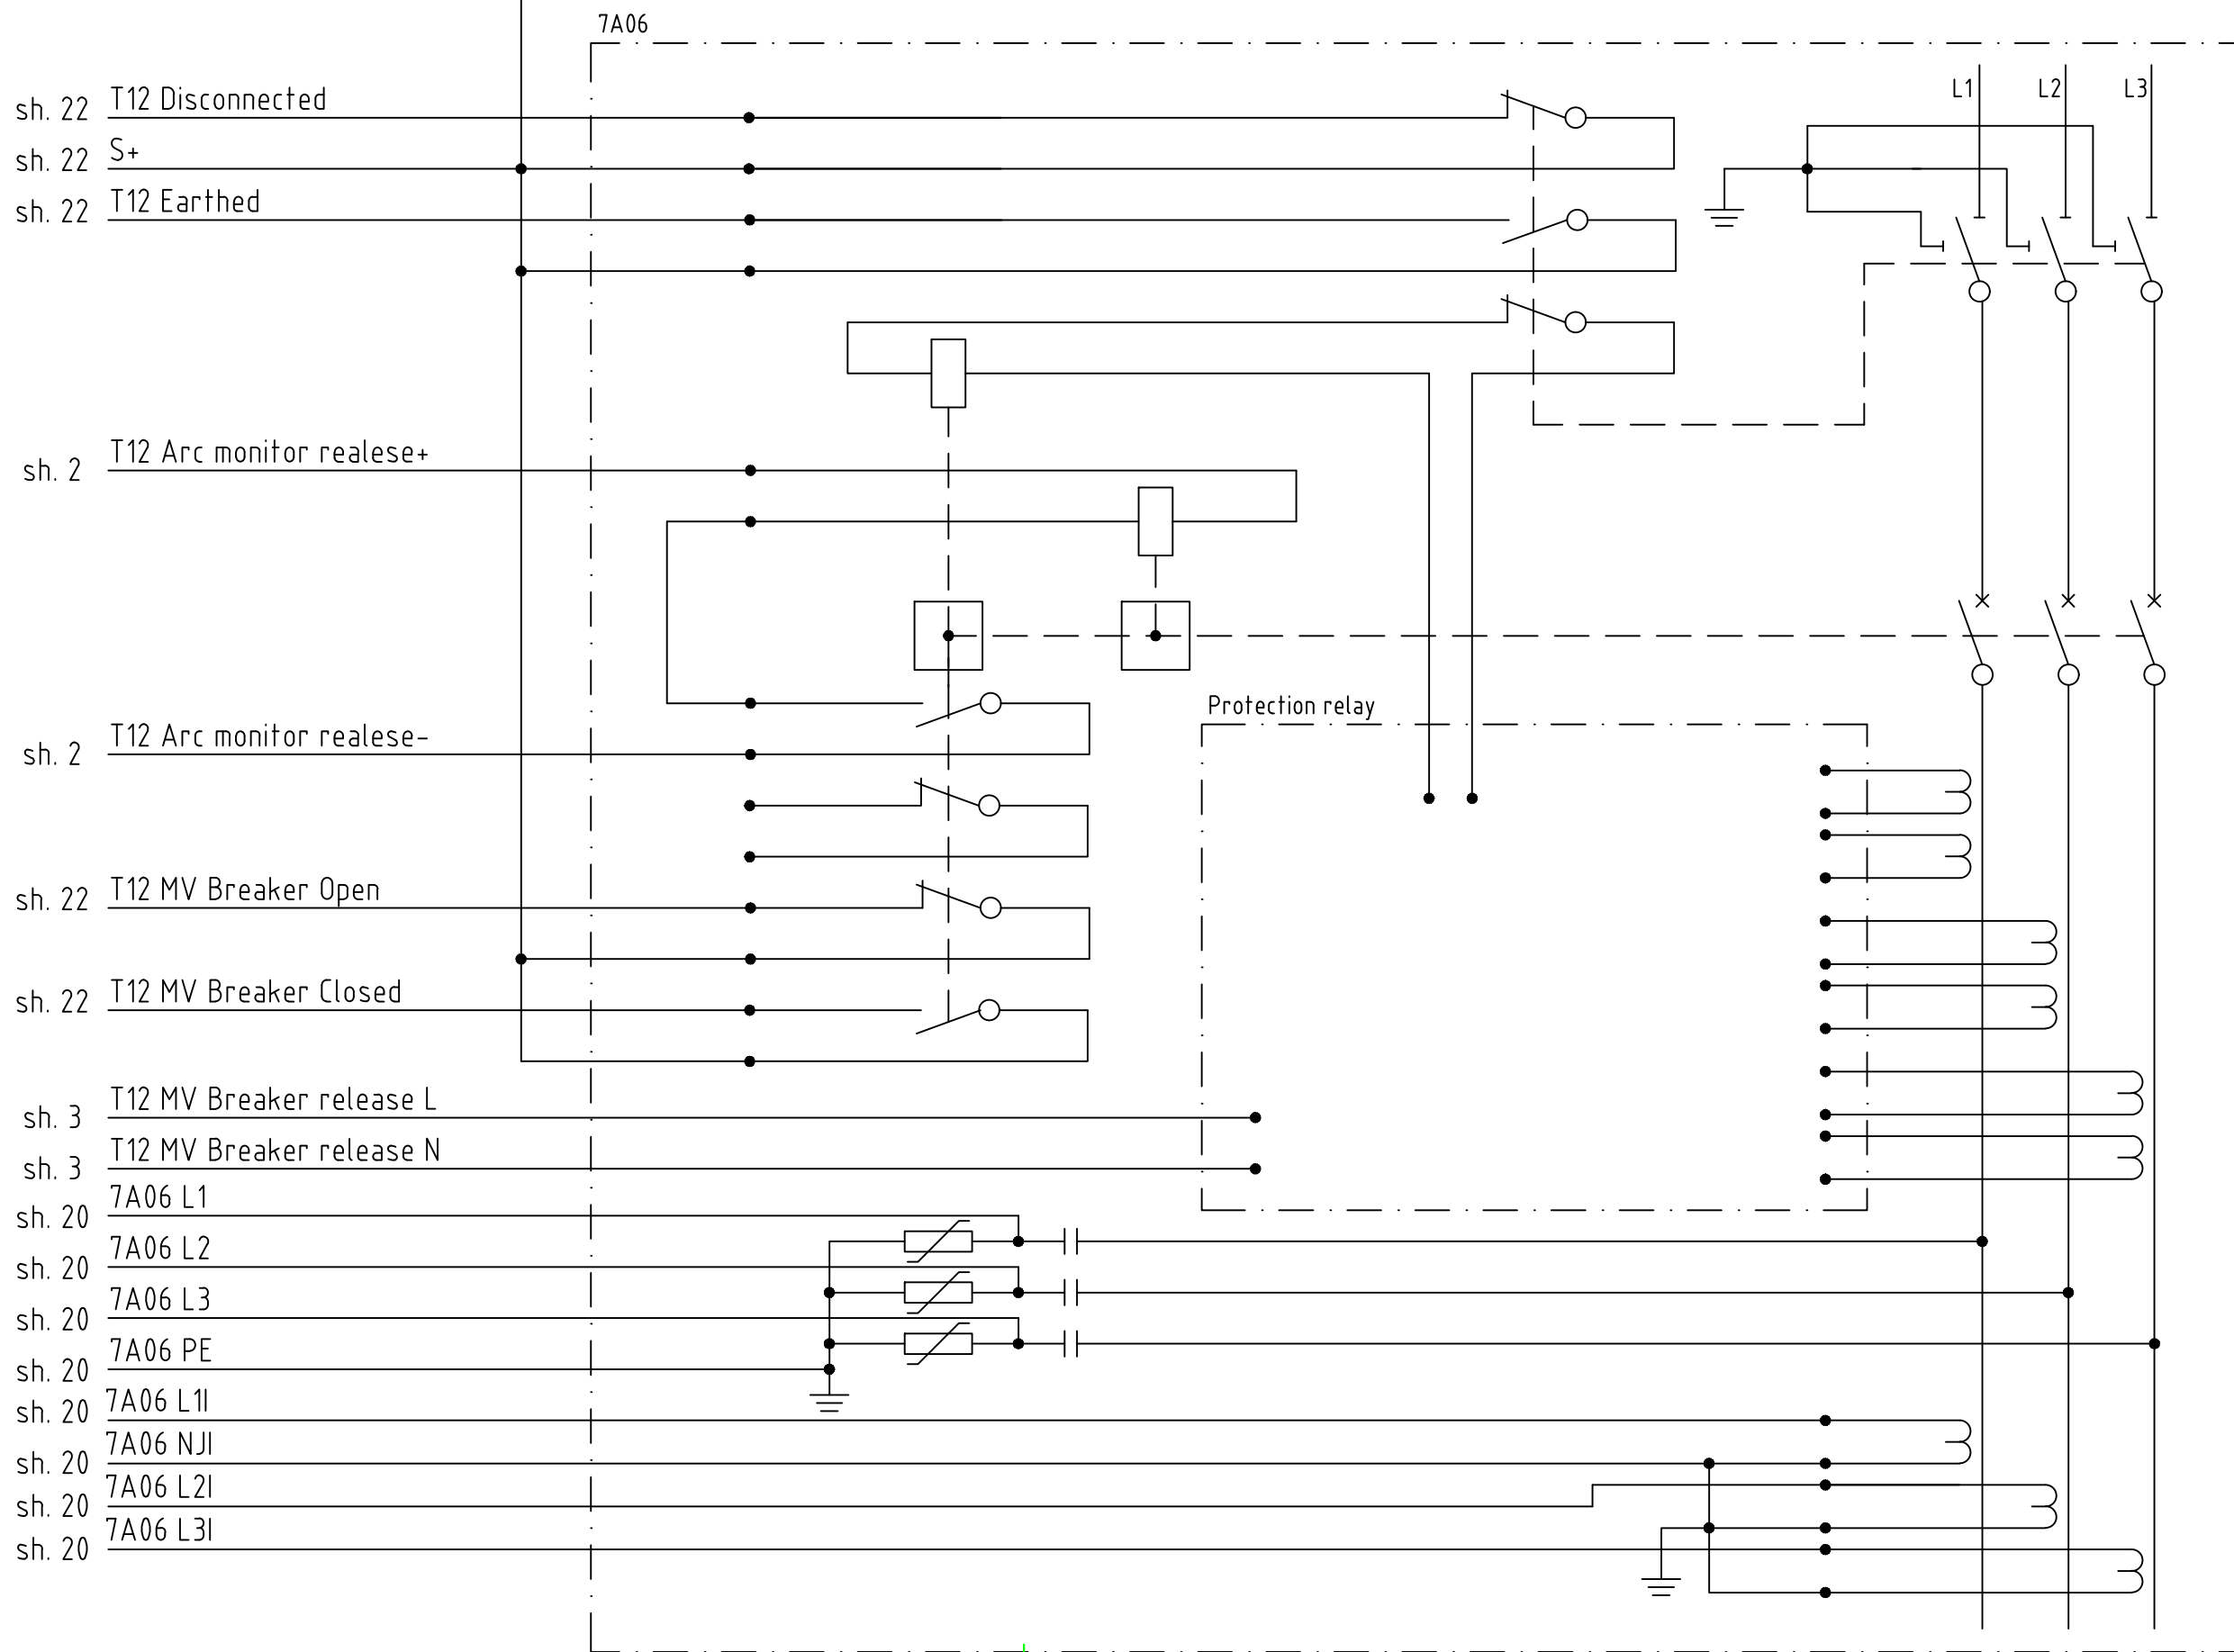 7A06
L1 L2 L3
sh. 22 T12 Disconnected
sh. 22 S+
sh. 22 T12 Earthed
sh. 2 T12 Arc monitor realese+
Protection relay
sh. 2 T12 Arc monitor realese-
sh. 22 T12 MV Breaker Open
sh. 22 T12 MV Breaker Closed
sh. 3 T12 MV Breaker release L
sh. 3 T12 MV Breaker release N
sh. 20 7A06 L1
sh. 20 7A06 L2
sh. 20 7A06 L3
sh. 20 7A06 PE
sh. 20 7A06 L1I
sh. 20 7A06 NJI
sh. 20 7A06 L2I
sh. 20 7A06 L3I